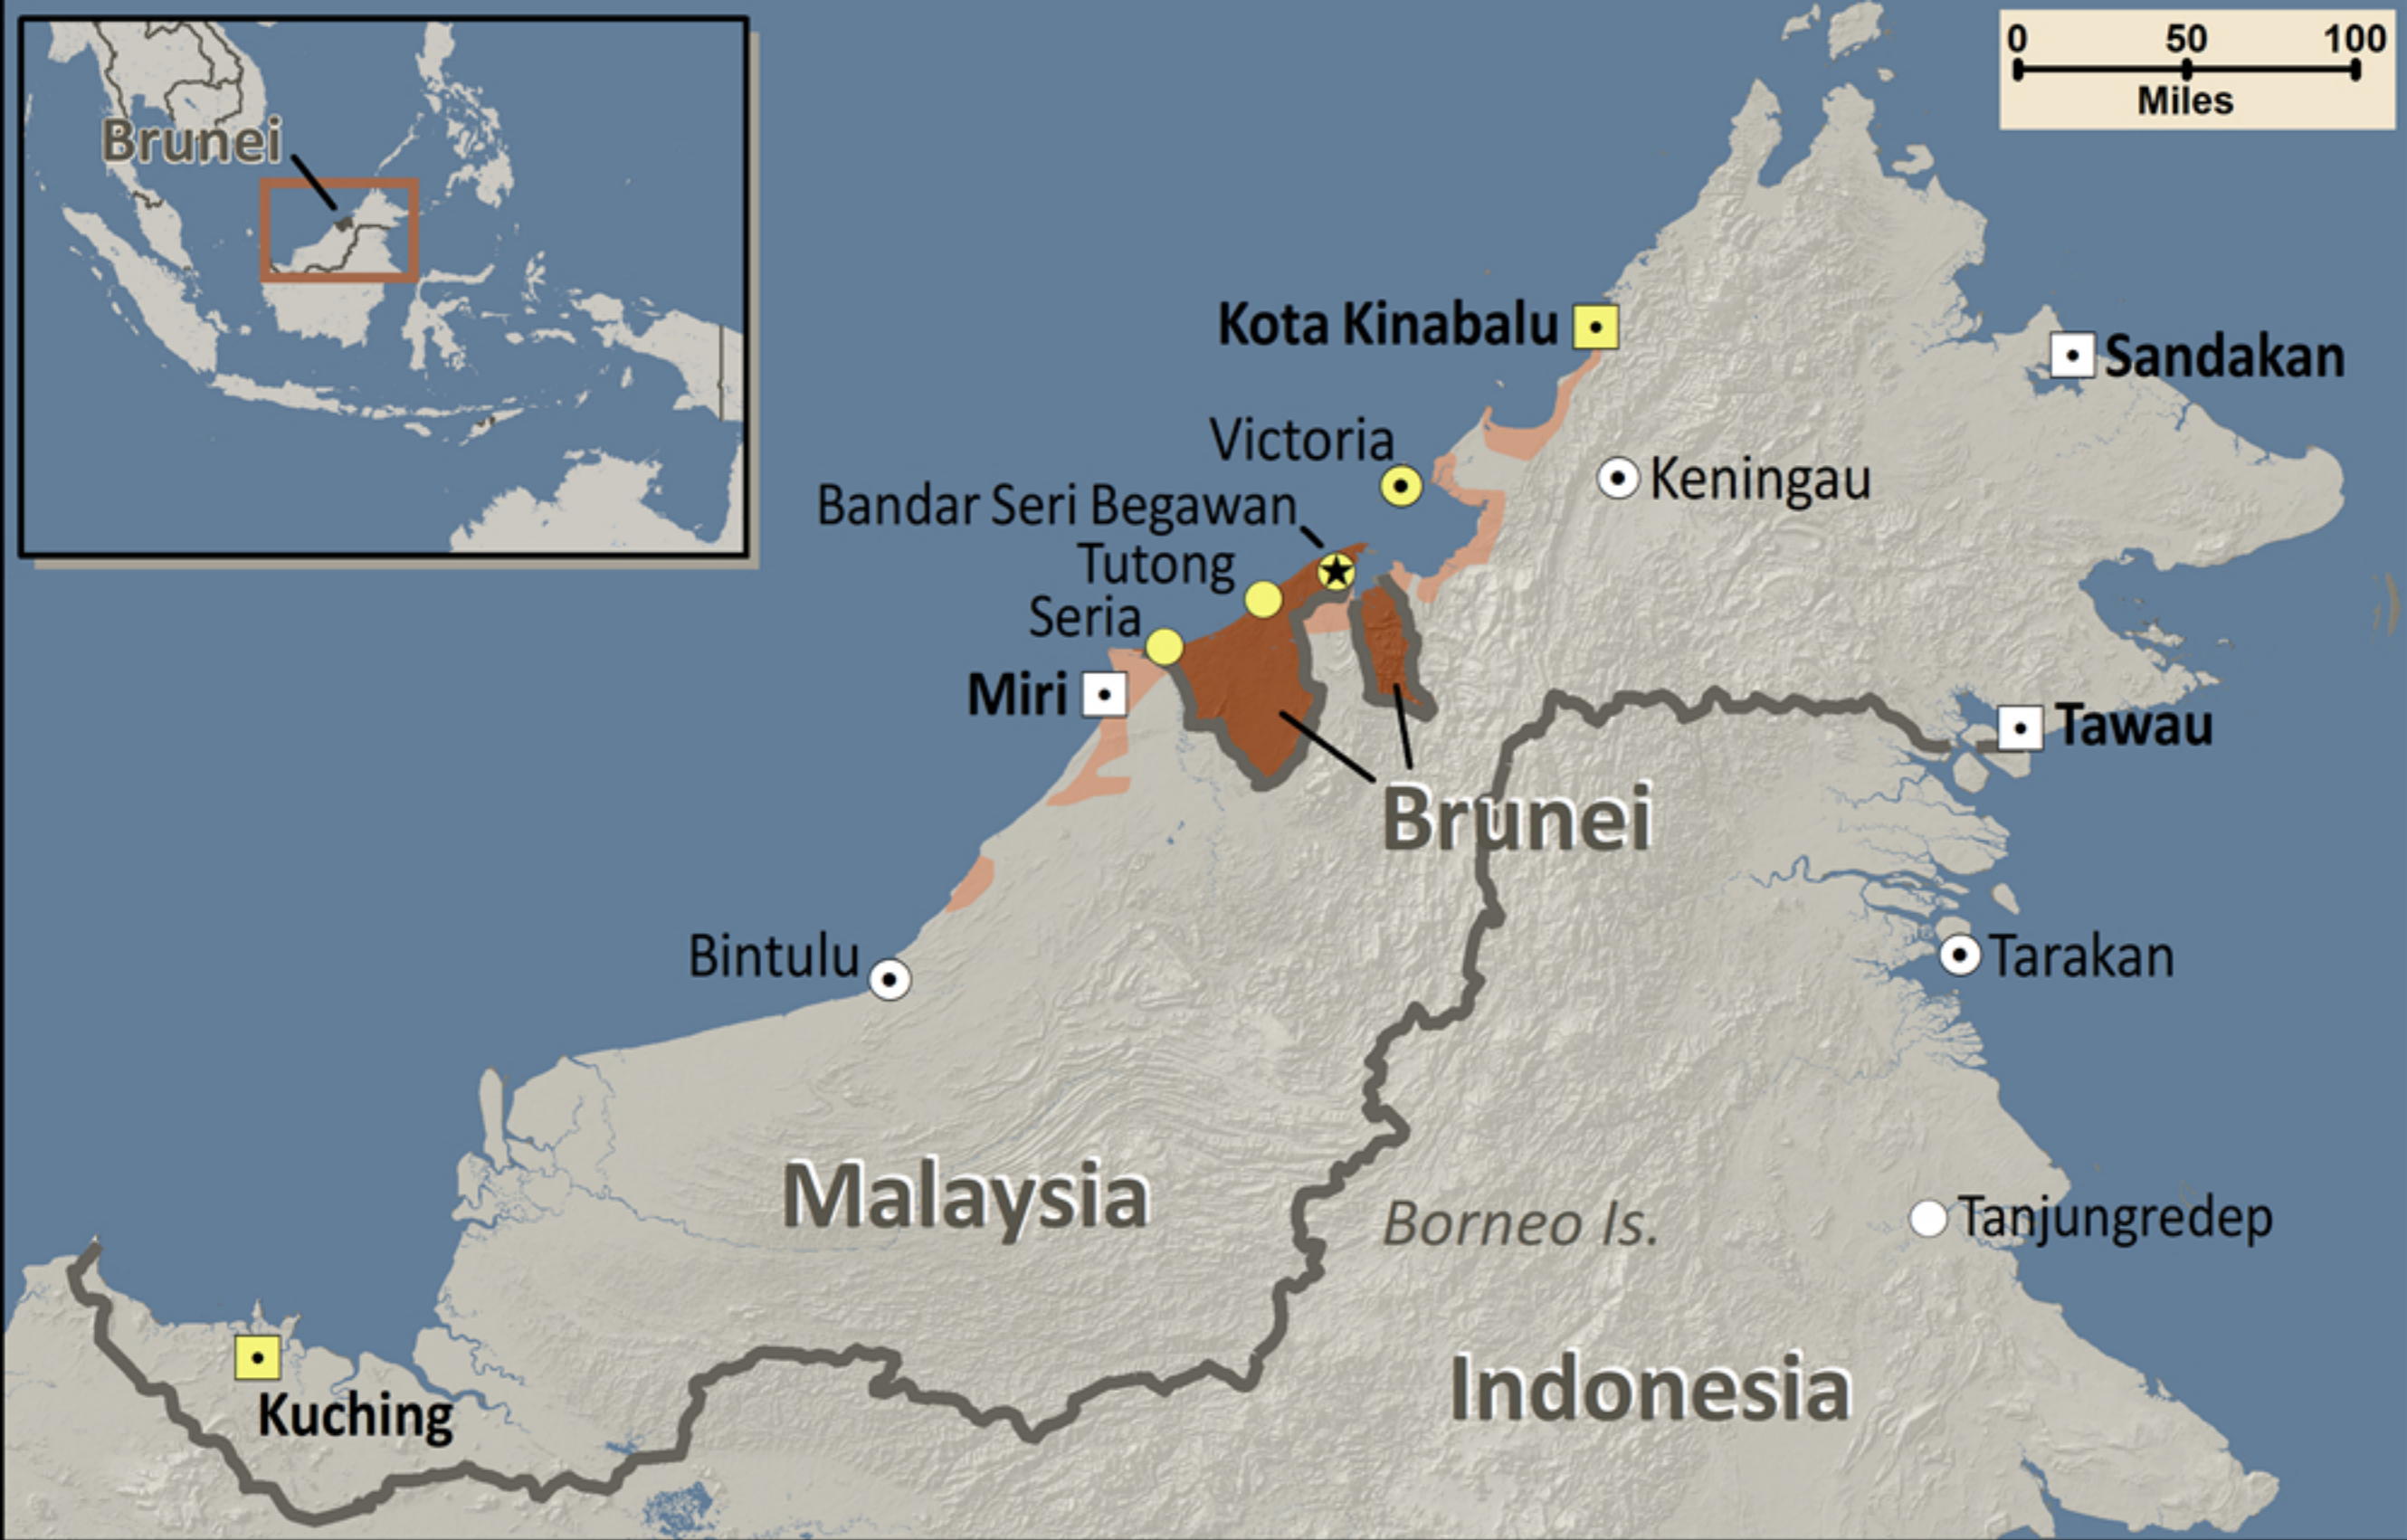 Brunei
0 50 100
Miles
Kota Kinabalu
Sandakan
Victoria
Keningau
Bandar Seri Begawan
Tutong
Seria
Miri
Tawau
Brunei
Bintulu
Tarakan
Malaysia
Borneo Is.
Tanjungredep
Indonesia
Kuching